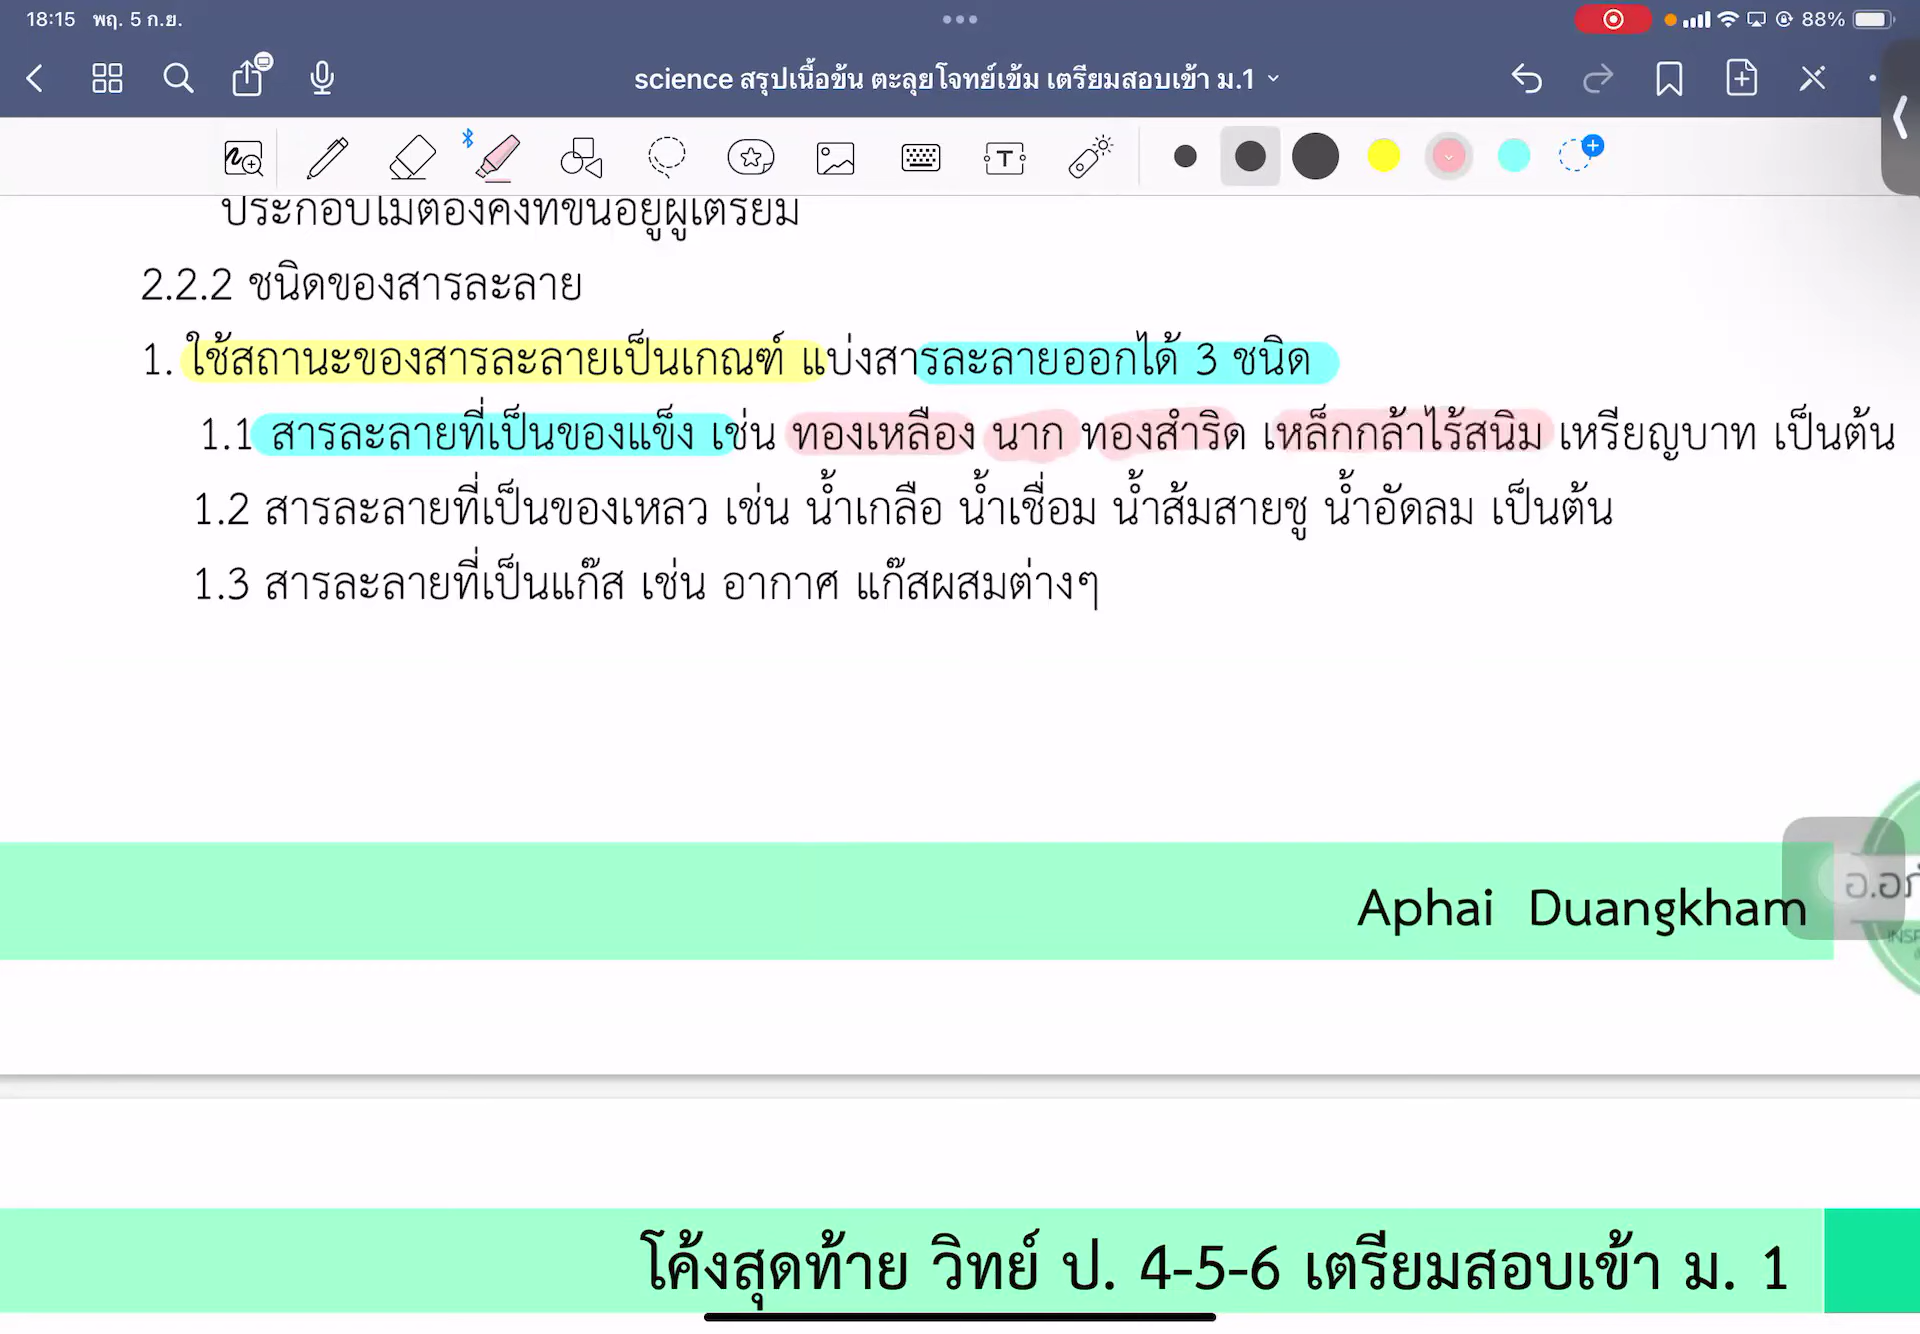 18:15 พฤ. 5 ก.ย.
88%
science สรุปเนื้อข้น ตะลุยโจทย์เข้ม เตรียมสอบเข้า ม.1
T
2.2.2 ชนิดของสารละลาย
1. ใช้สถานะของสารละลายเป็นเกณฑ์ แบ่งสารละลายออกได้ 3 ชนิด
1.1 สารละลายที่เป็นของแข็ง เช่น ทองเหลือง นาก ทองสำริด เหล็กกล้าไร้สนิม เหรียญบาท เป็นต้น
1.2 สารละลายที่เป็นของเหลว เช่น น้ำเกลือ น้ำเชื่อม น้ำส้มสายชู น้ำอัดลม เป็นต้น
1.3 สารละลายที่เป็นแก๊ส เช่น อากาศ แก๊สผสมต่างๆ
Aphai Duangkham
โค้งสุดท้าย วิทย์ ป. 4-5-6 เตรียมสอบเข้า ม. 1